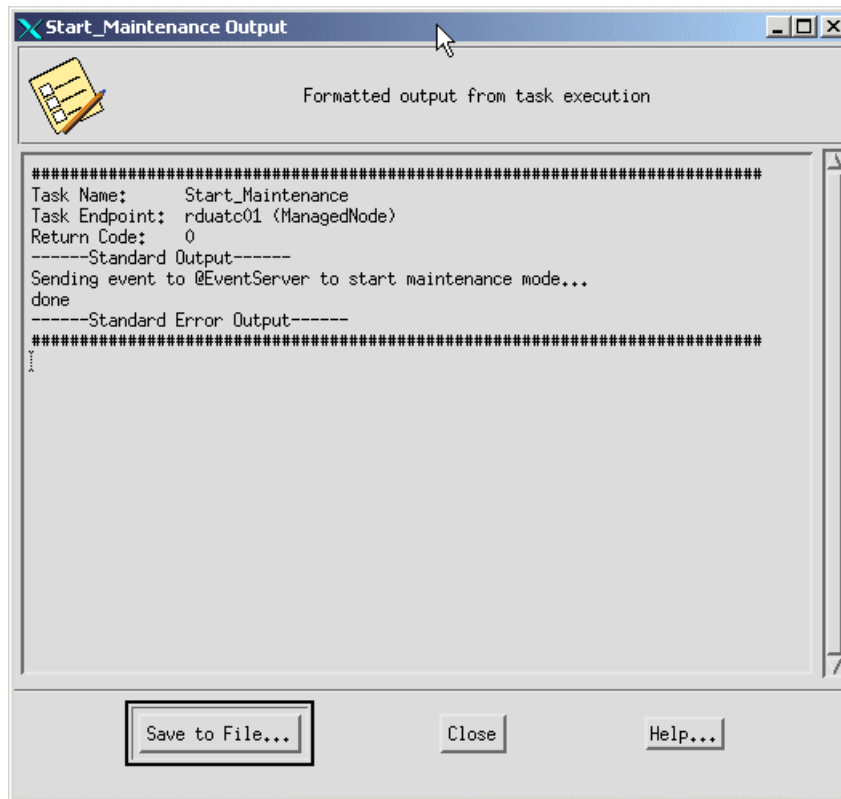 Start_Maintenance Output
Formatted output from task execution
############################################################################
Task Name:      Start_Maintenance
Task Endpoint:  rduatc01 (ManagedNode)
Return Code:    0
------Standard Output------
Sending event to @EventServer to start maintenance mode...
done
------Standard Error Output------
############################################################################
Save to File...
Close
Help...